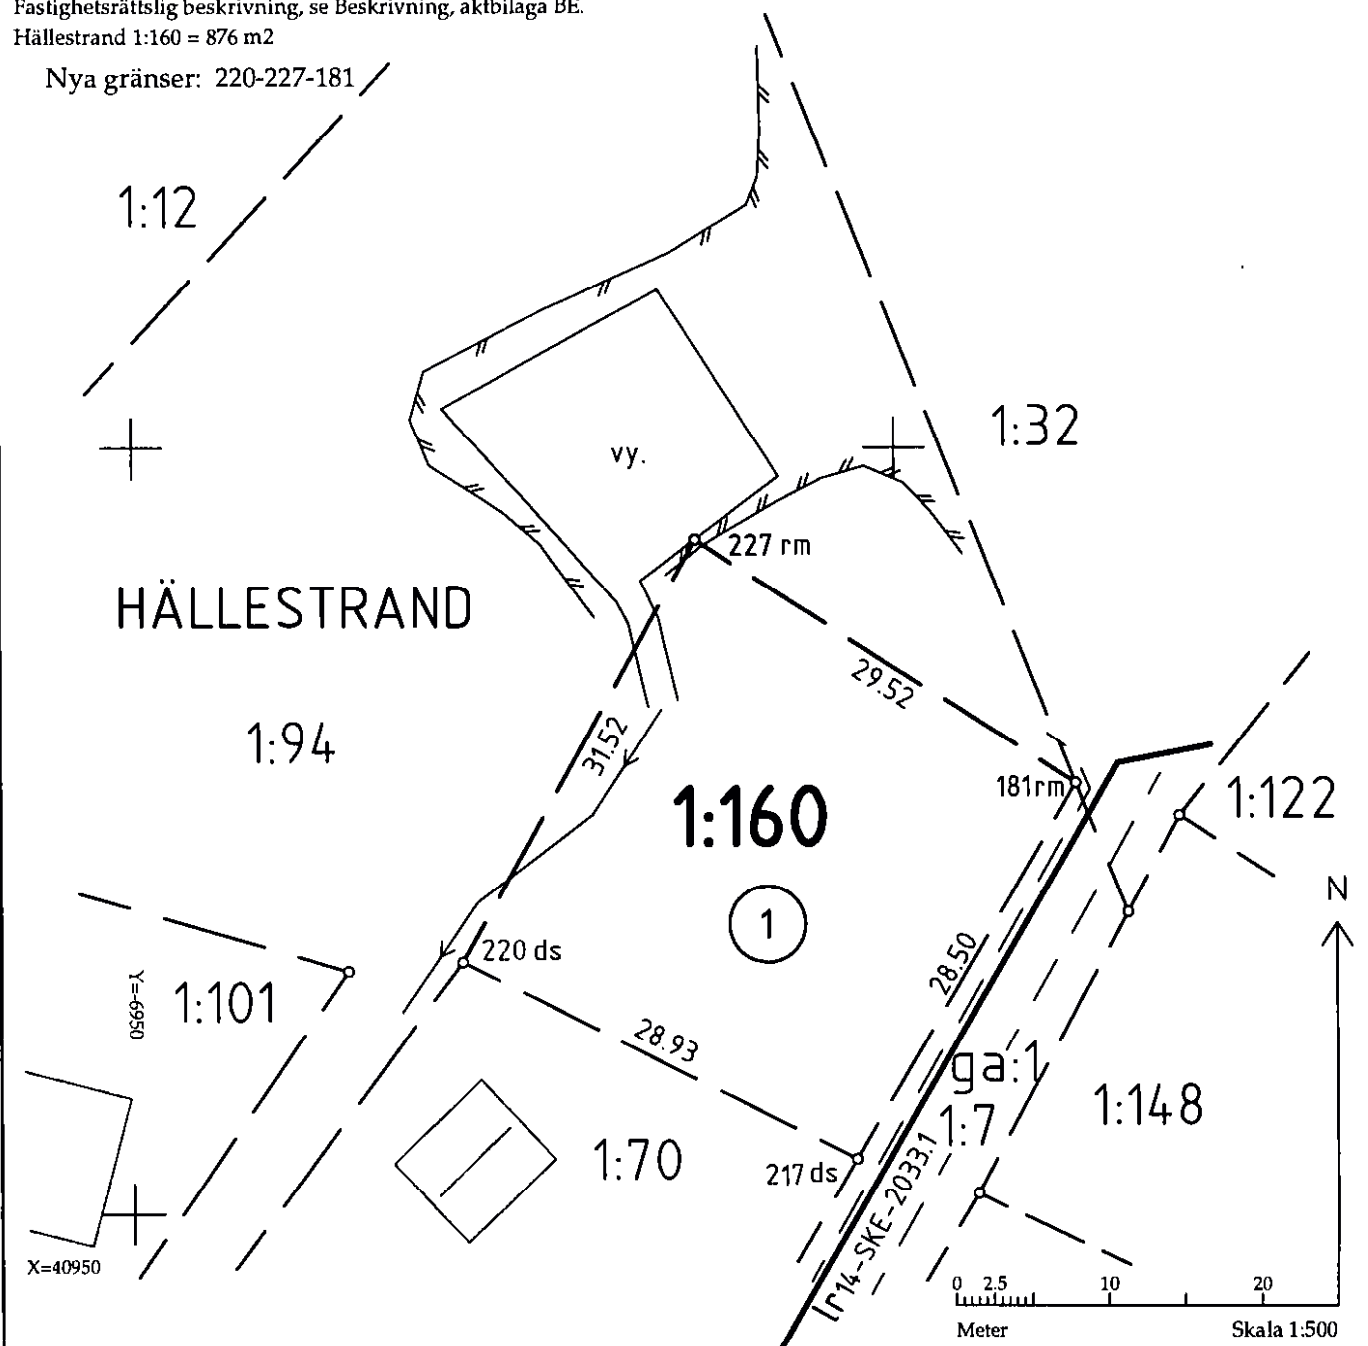 Fastighetsrättslig beskrivning, se Beskrivning, aktbilaga BE.
Hällestrand 1:160 = 876 m2
Nya gränser: 220-227-181
1:12
1:32
vy.
227 rm
HÄLLESTRAND
29.52
1:94
31.52
181rm
1:160
1:122
1
N
220 ds
28.50
Y=-6950
1:101
28.93
ga:1
1:7
1:148
1:70
217 ds
lr14-SKE-2033.1
X=40950
0 2.5 10 20
Meter Skala 1:500